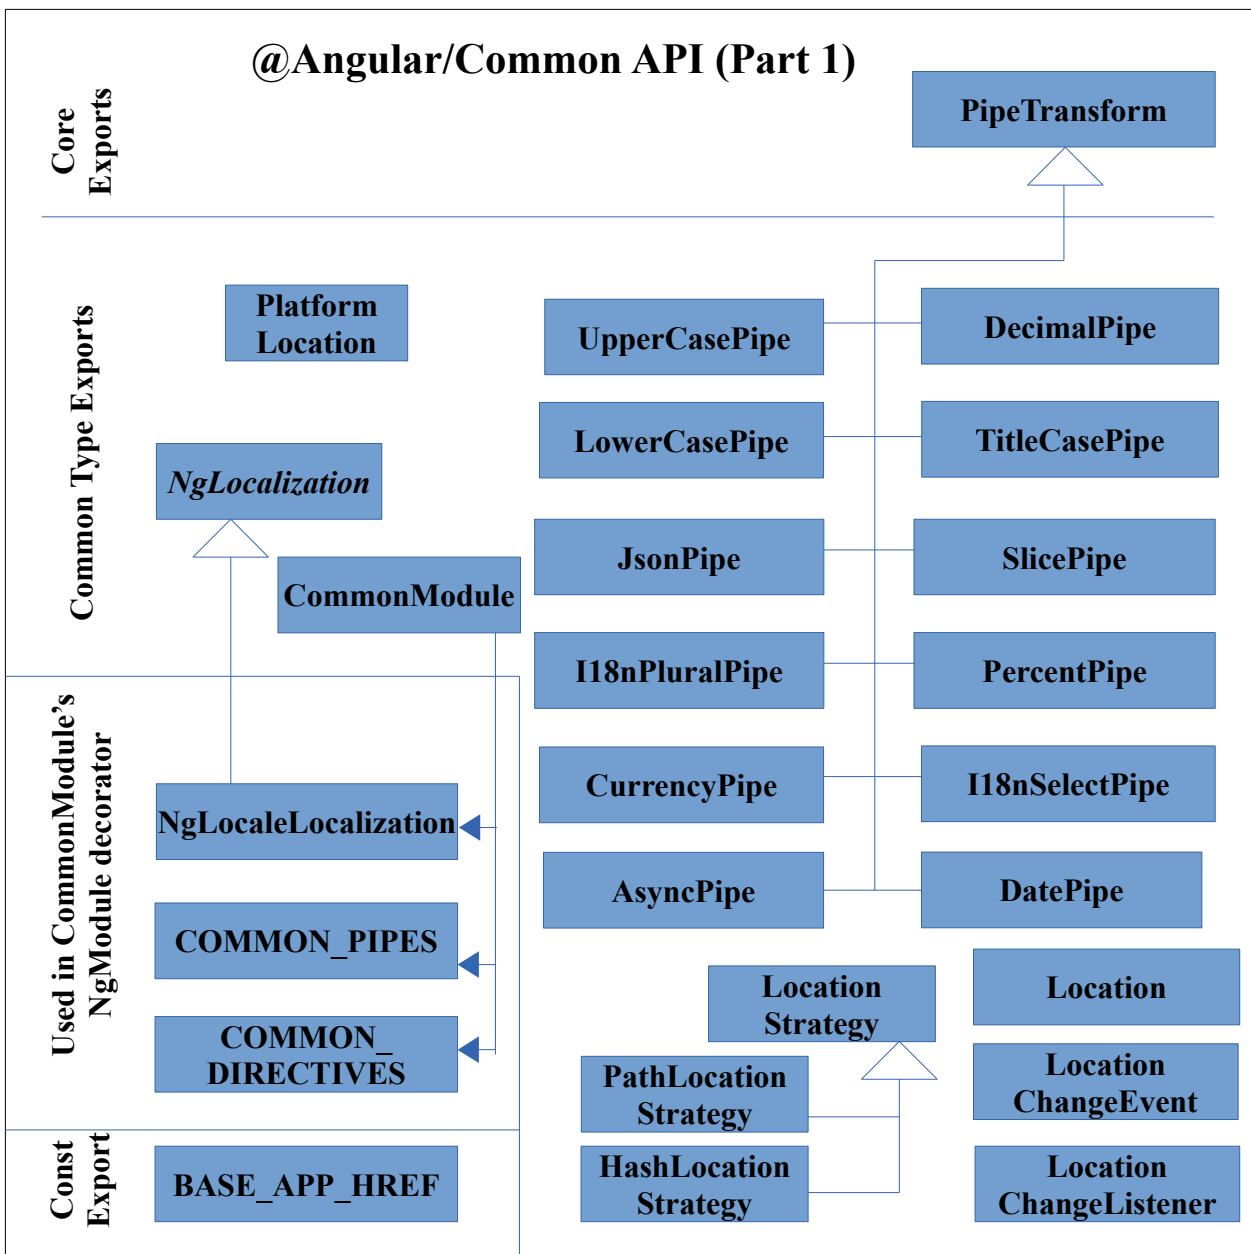 @Angular/Common API (Part 1)
Core
Exports
PipeTransform
Common Type Exports
Platform
Location
NgLocalization
CommonModule
UpperCasePipe
DecimalPipe
LowerCasePipe
TitleCasePipe
JsonPipe
SlicePipe
I18nPluralPipe
PercentPipe
CurrencyPipe
I18nSelectPipe
AsyncPipe
DatePipe
Used in CommonModule’s
NgModule decorator
NgLocaleLocalization
COMMON_PIPES
COMMON_
DIRECTIVES
Location
Strategy
PathLocation
Strategy
HashLocation
Strategy
Location
Location
ChangeEvent
Location
ChangeListener
Const
Export
BASE_APP_HREF